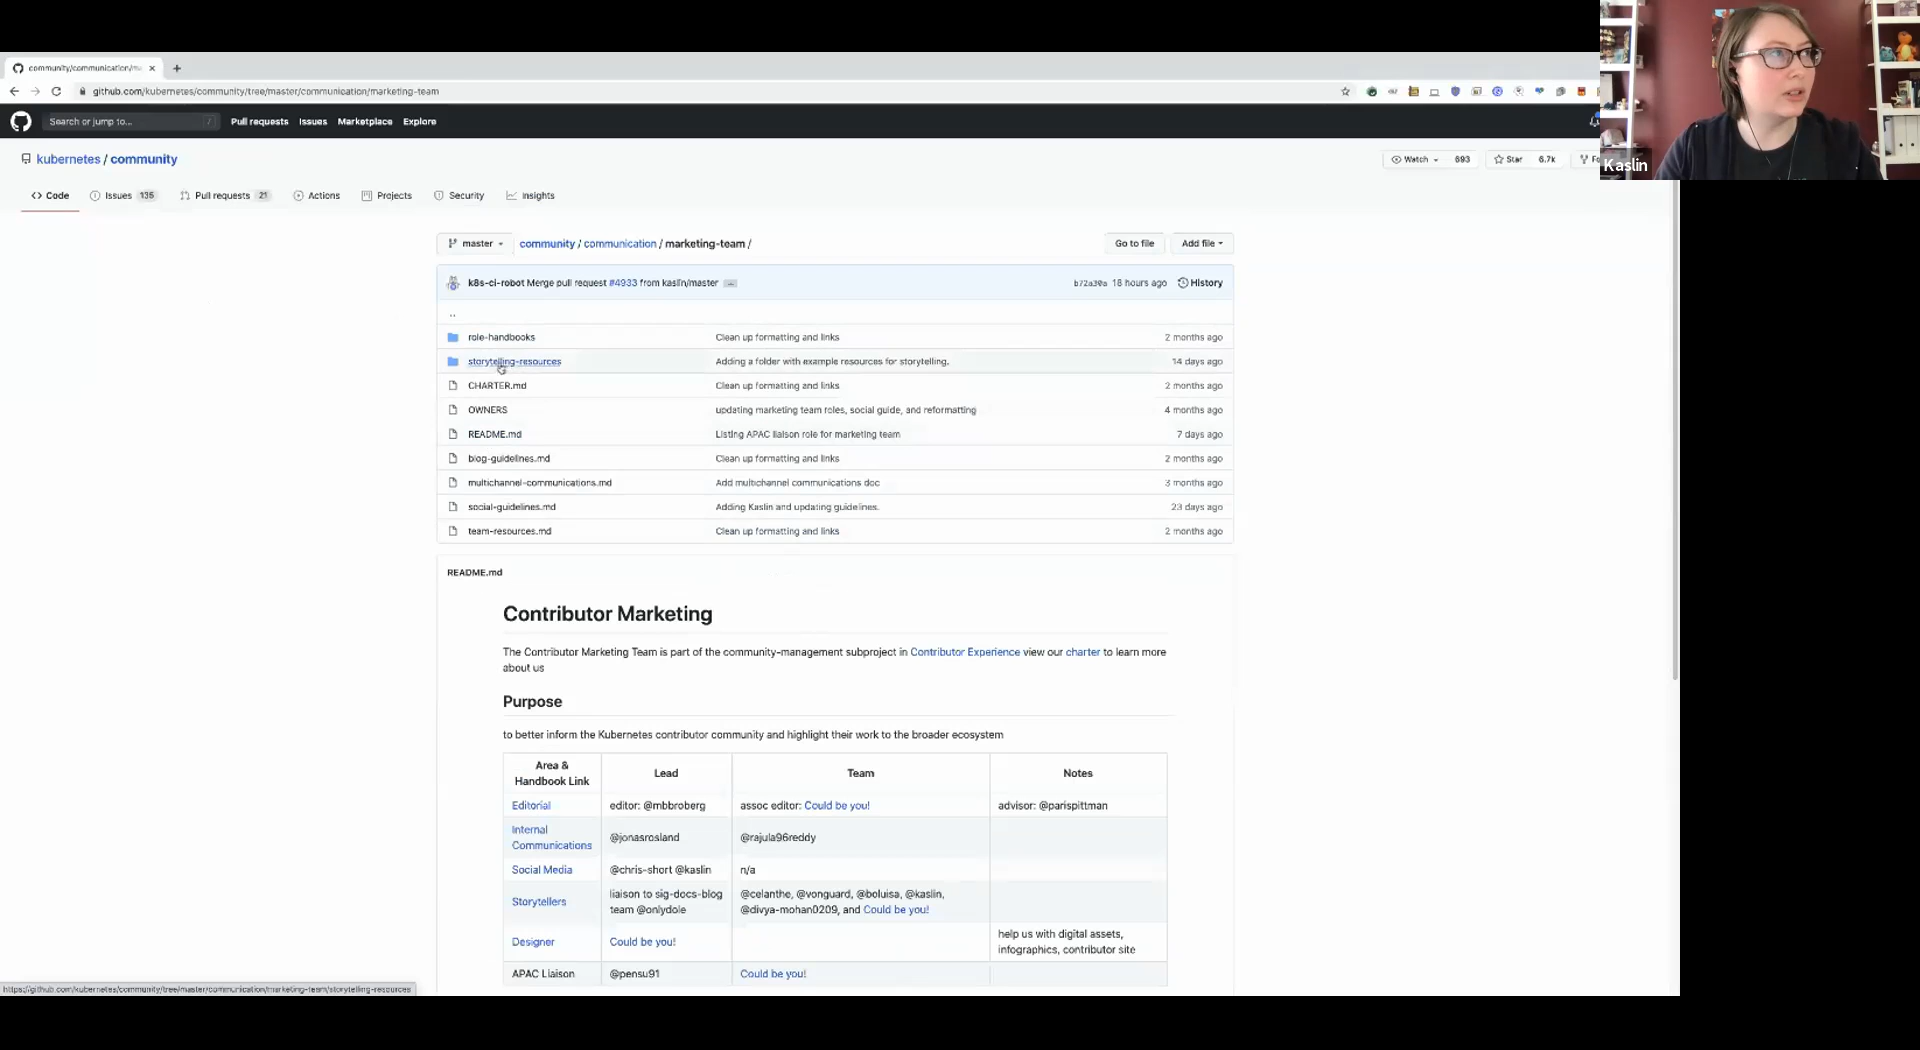 community/communication/ma
github.com/kubernetes/community/tree/master/communication/marketing-team
Search or jump to...
/
Pull requests
Issues
Marketplace
Explore
Kaslin
kubernetes / community
Watch
693
Star
6.7k
Fo
Code
Issues 135
Pull requests 21
Actions
Projects
Security
Insights
master
community / communication / marketing-team /
Go to file
Add file
k8s-ci-robot Merge pull request #4933 from kaslin/master ...
b72a30a 18 hours ago
History
..
role-handbooks
Clean up formatting and links
2 months ago
storytelling-resources
Adding a folder with example resources for storytelling.
14 days ago
CHARTER.md
Clean up formatting and links
2 months ago
OWNERS
updating marketing team roles, social guide, and reformatting
4 months ago
README.md
Listing APAC liaison role for marketing team
7 days ago
blog-guidelines.md
Clean up formatting and links
2 months ago
multichannel-communications.md
Add multichannel communications doc
3 months ago
social-guidelines.md
Adding Kaslin and updating guidelines.
23 days ago
team-resources.md
Clean up formatting and links
2 months ago
README.md
Contributor Marketing
The Contributor Marketing Team is part of the community-management subproject in Contributor Experience view our charter to learn more
about us
Purpose
to better inform the Kubernetes contributor community and highlight their work to the broader ecosystem
Area &
Handbook Link
Lead
Team
Notes
Editorial
editor: @mbbroberg
assoc editor: Could be you!
advisor: @parispittman
Internal
Communications
@jonasrosland
@rajula96reddy
Social Media
@chris-short @kaslin
n/a
Storytellers
liaison to sig-docs-blog
team @onlydole
@celanthe, @vonguard, @boluisa, @kaslin,
@divya-mohan0209, and Could be you!
Designer
Could be you!
help us with digital assets,
infographics, contributor site
APAC Liaison
@pensu91
Could be you!
https://github.com/kubernetes/community/tree/master/communication/marketing-team/storytelling-resources